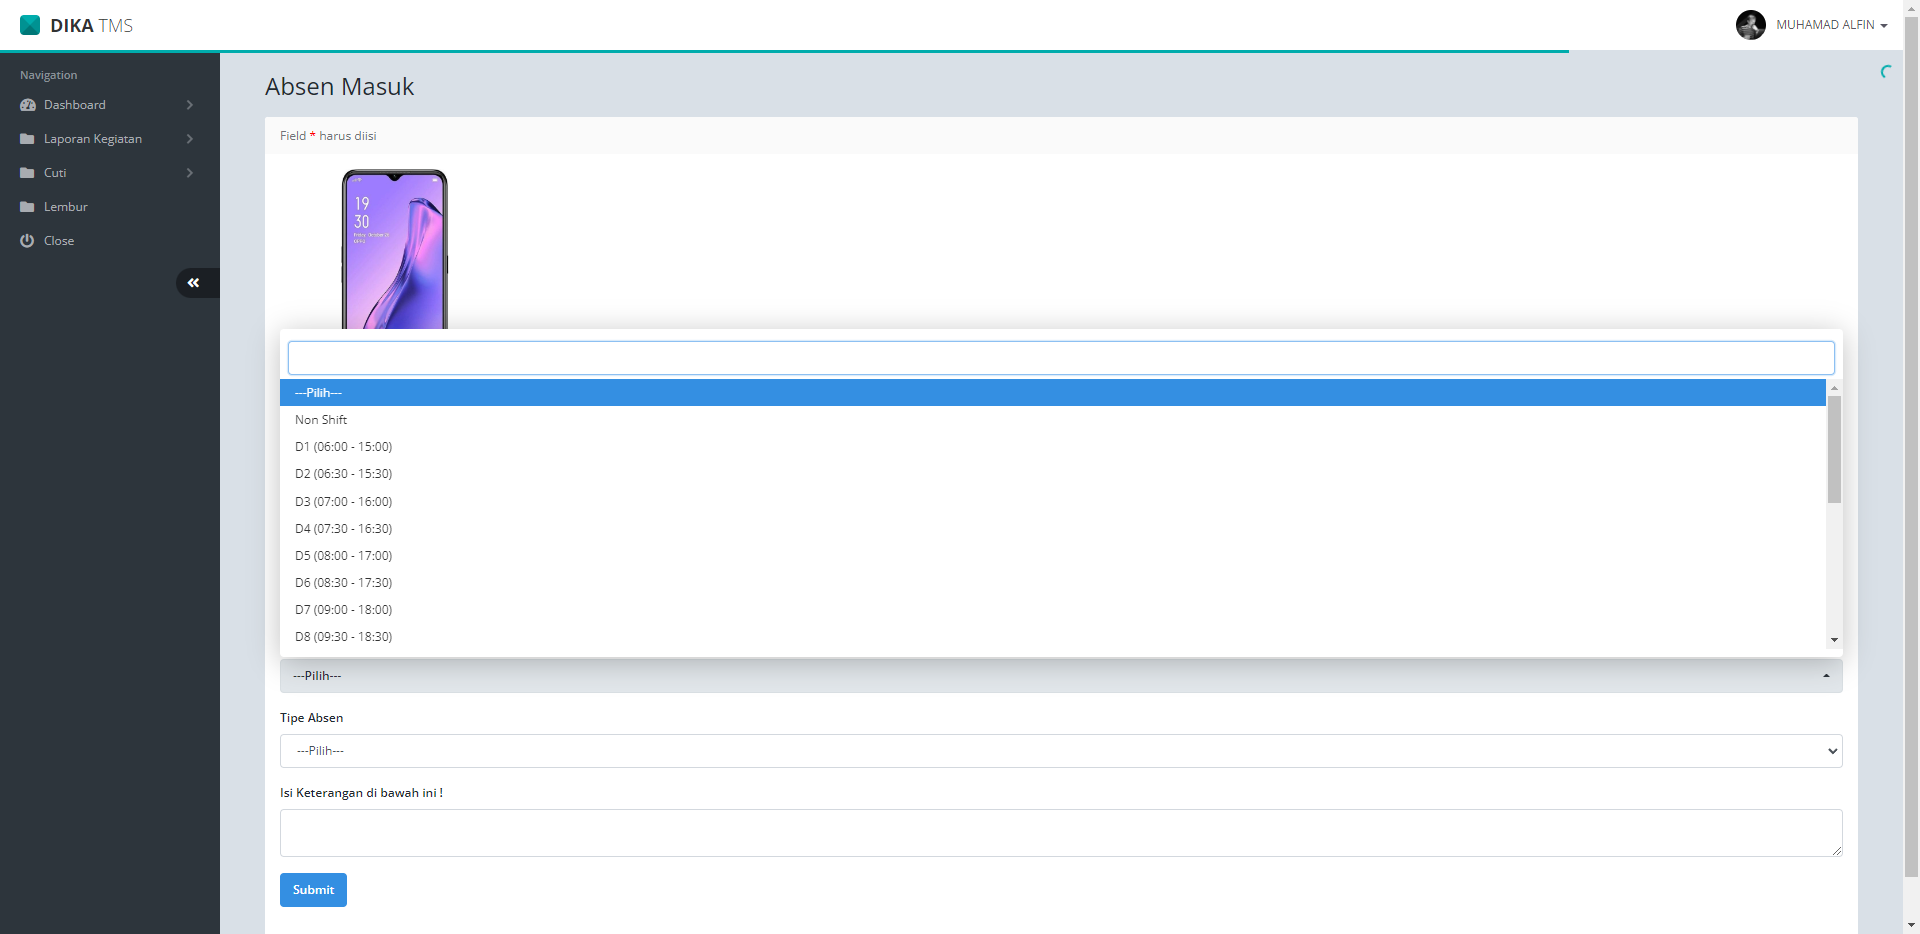 DIKA TMS
MUHAMAD ALFIN
Navigation
Dashboard
Laporan Kegiatan
Cuti
Lembur
Close
Absen Masuk
Field * harus diisi
19
30
---Pilih---
Non Shift
D1 (06:00 - 15:00)
D2 (06:30 - 15:30)
D3 (07:00 - 16:00)
D4 (07:30 - 16:30)
D5 (08:00 - 17:00)
D6 (08:30 - 17:30)
D7 (09:00 - 18:00)
D8 (09:30 - 18:30)
---Pilih---
Tipe Absen
---Pilih---
Isi Keterangan di bawah ini !
Submit